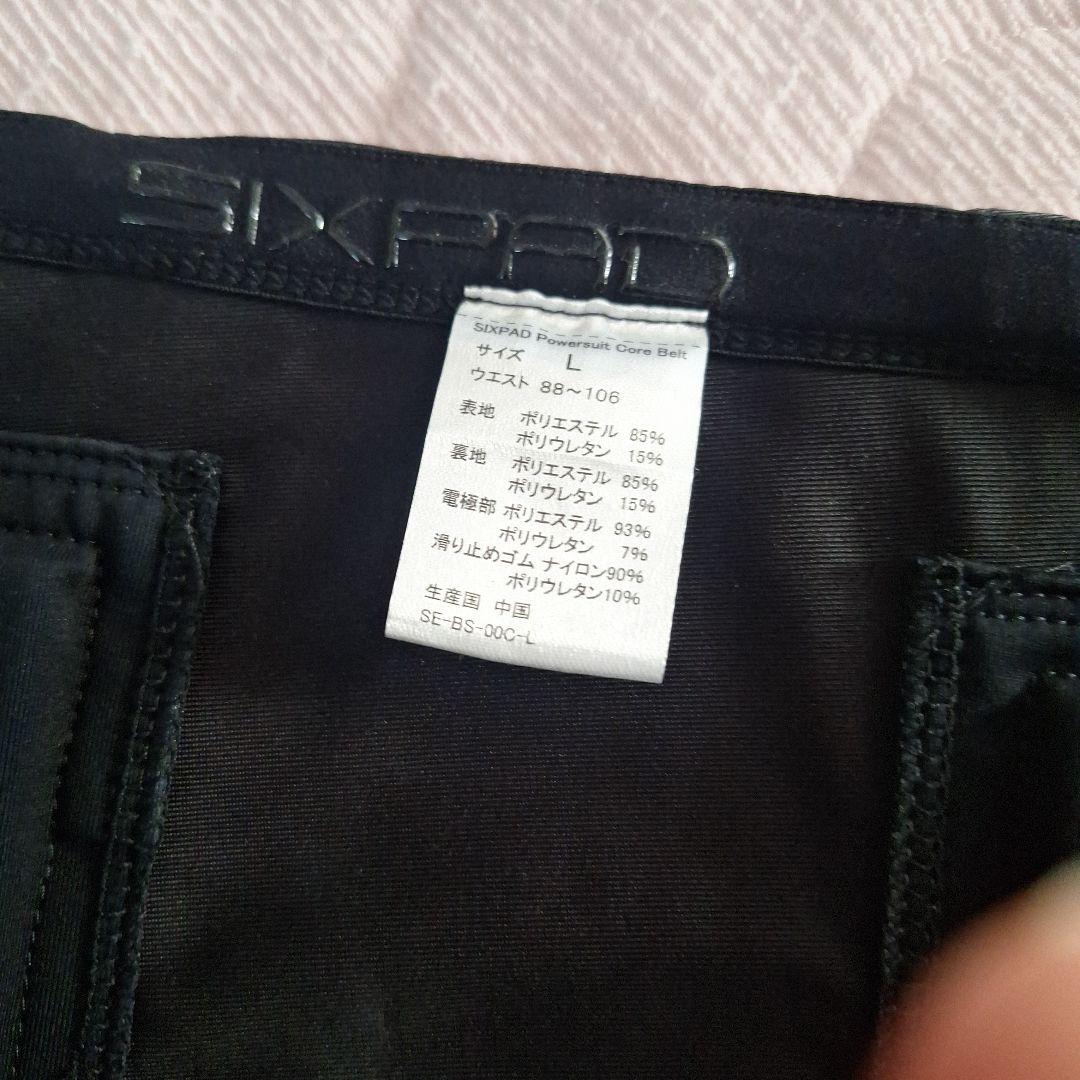 SIXPAD
SIXPAD Powersuit Core Belt
サイズ L
ウエスト 88～106
表地 ポリエステル 85%
ポリウレタン 15%
裏地 ポリエステル 85%
ポリウレタン 15%
電極部 ポリエステル 93%
ポリウレタン 7%
滑り止めゴム ナイロン90%
ポリウレタン10%
生産国 中国
SE-BS-00C-L